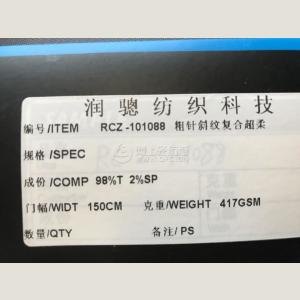 润骢纺织科技
编号/ITEM RCZ-101088 粗针斜纹复合超柔
规格/SPEC
成份/COMP 98%T 2%SP
门幅/WIDT 150CM 克重/WEIGHT 417GSM
数量/QTY 备注/PS